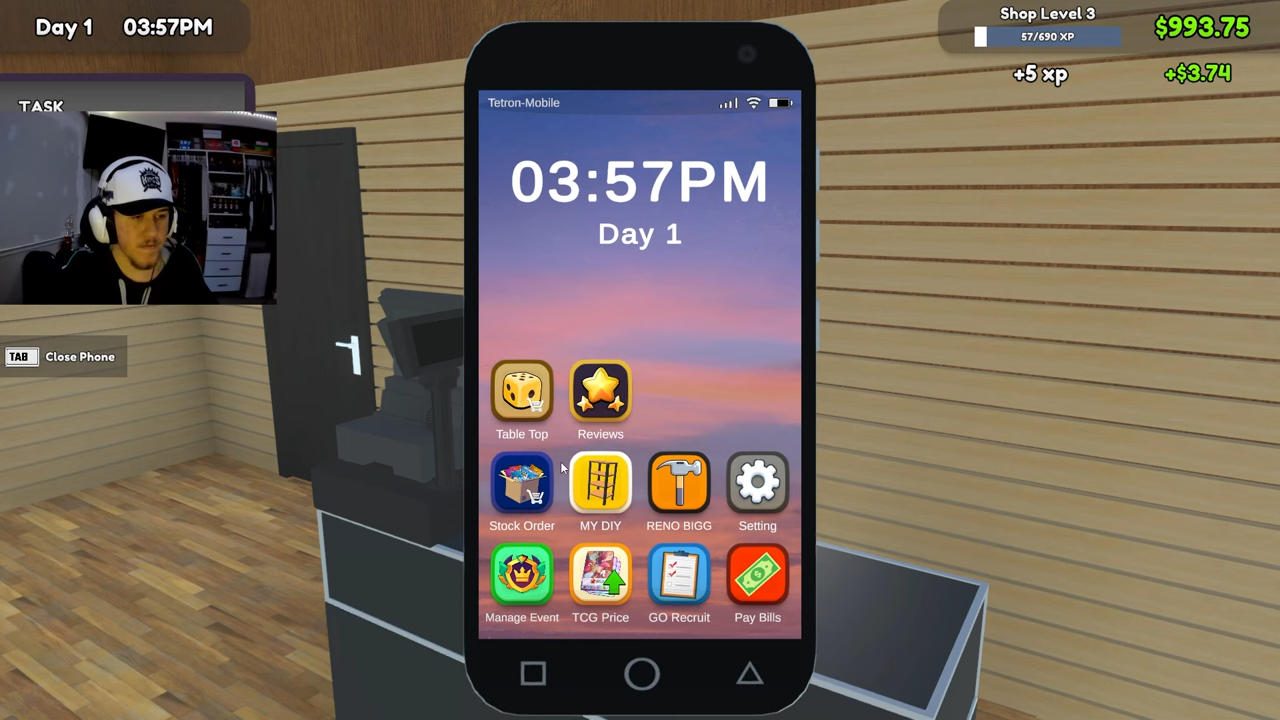 Day 1 03:57PM
Shop Level 3
57/690 XP
$993.75
+5 xp
+$3.74
TASK
TAB Close Phone
Tetron-Mobile
03:57PM
Day 1
Table Top
Reviews
Stock Order
MY DIY
RENO BIGG
Setting
Manage Event
TCG Price
GO Recruit
Pay Bills